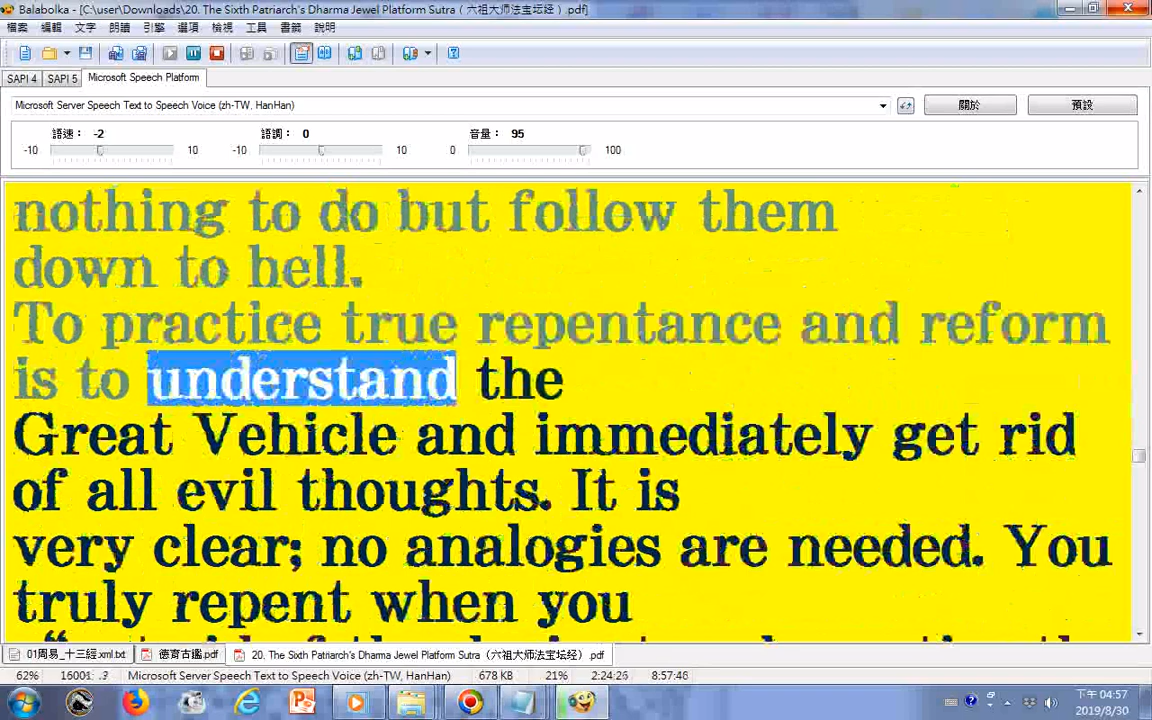 Balabolka - [C:\user\Downloads\20. The Sixth Patriarch's Dharma Jewel Platform Sutra（六祖大师法宝坛经）.pdf]
檔案 編輯 文字 朗讀 引擎 選項 檢視 工具 書籤 說明
SAPI 4 SAPI 5 Microsoft Speech Platform
Microsoft Server Speech Text to Speech Voice (zh-TW, HanHan) 關於 預設
語速： -2 語調： 0 音量： 95
-10 10 -10 10 0 100
nothing to do but follow them
down to hell.
To practice true repentance and reform
is to understand the
Great Vehicle and immediately get rid
of all evil thoughts. It is
very clear; no analogies are needed. You
truly repent when you
01周易_十三經.xml.txt 德育古鑑.pdf 20. The Sixth Patriarch's Dharma Jewel Platform Sutra（六祖大师法宝坛经）.pdf
62% Microsoft Server Speech Text to Speech Voice (zh-TW, HanHan) 678 KB 21% 2:24:26 8:57:46
下午 04:57
2019/8/30